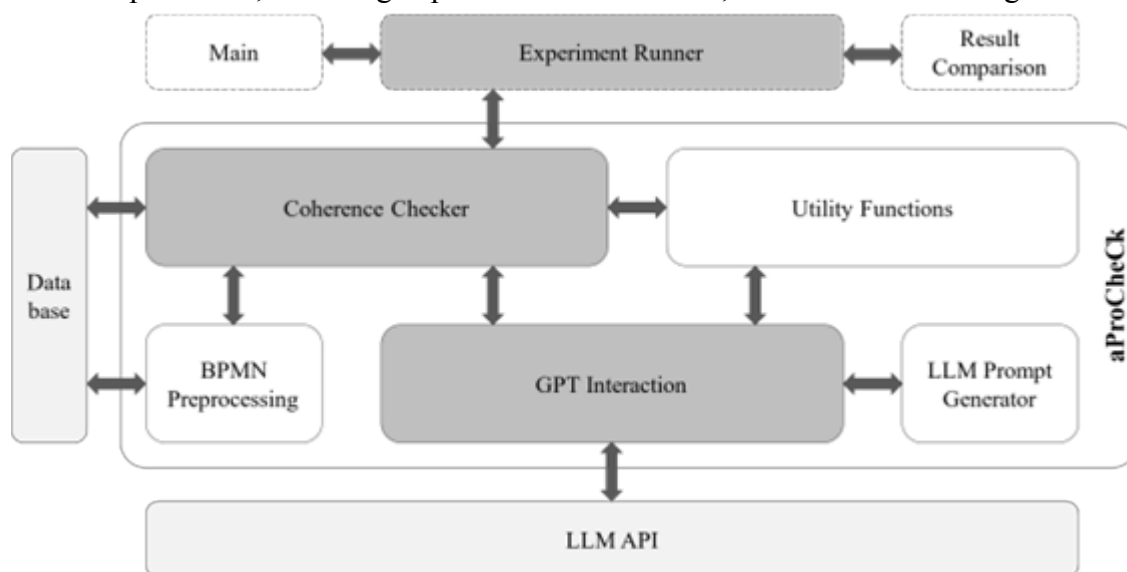 Main
Experiment Runner
Result
Comparison
Coherence Checker
Utility Functions
Data
base
aProCheCk
BPMN
Preprocessing
GPT Interaction
LLM Prompt
Generator
LLM API